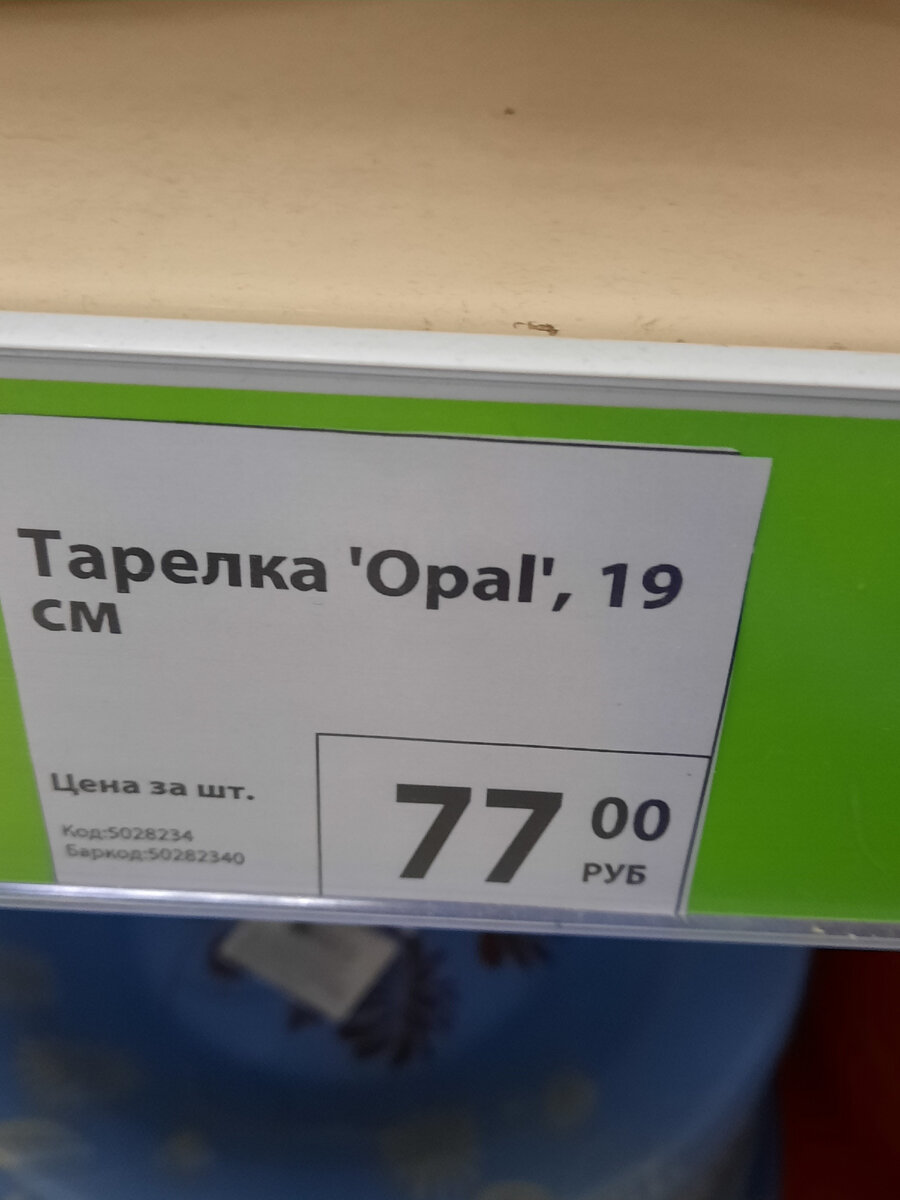 Тарелка 'Opal', 19
см
Цена за шт.
Код:5028234
Баркод:50282340
77 00
РУБ